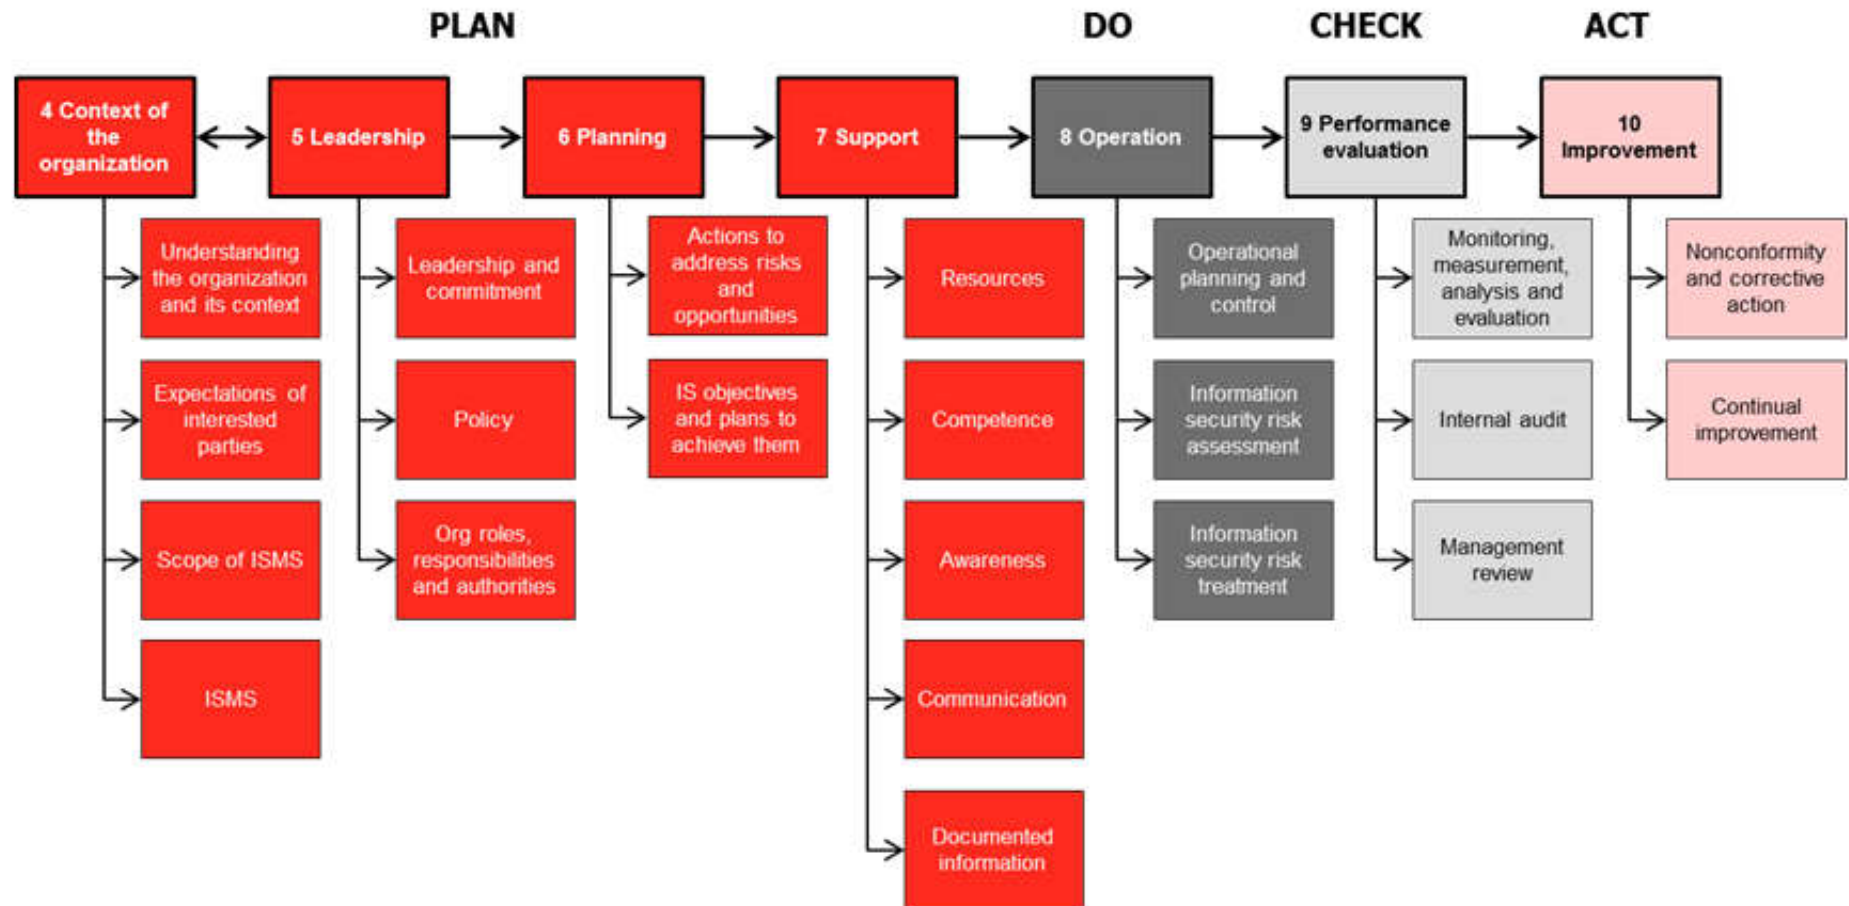 PLAN
DO
CHECK
ACT
4 Context of
the
organization
5 Leadership
6 Planning
7 Support
8 Operation
9 Performance
evaluation
10
Improvement
Understanding
the organization
and its context
Expectations of
interested
parties
Scope of ISMS
ISMS
Leadership and
commitment
Policy
Org roles,
responsibilities
and authorities
Actions to
address risks
and
opportunities
IS objectives
and plans to
achieve them
Resources
Competence
Awareness
Communication
Documented
information
Operational
planning and
control
Information
security risk
assessment
Information
security risk
treatment
Monitoring,
measurement,
analysis and
evaluation
Internal audit
Management
review
Nonconformity
and corrective
action
Continual
improvement